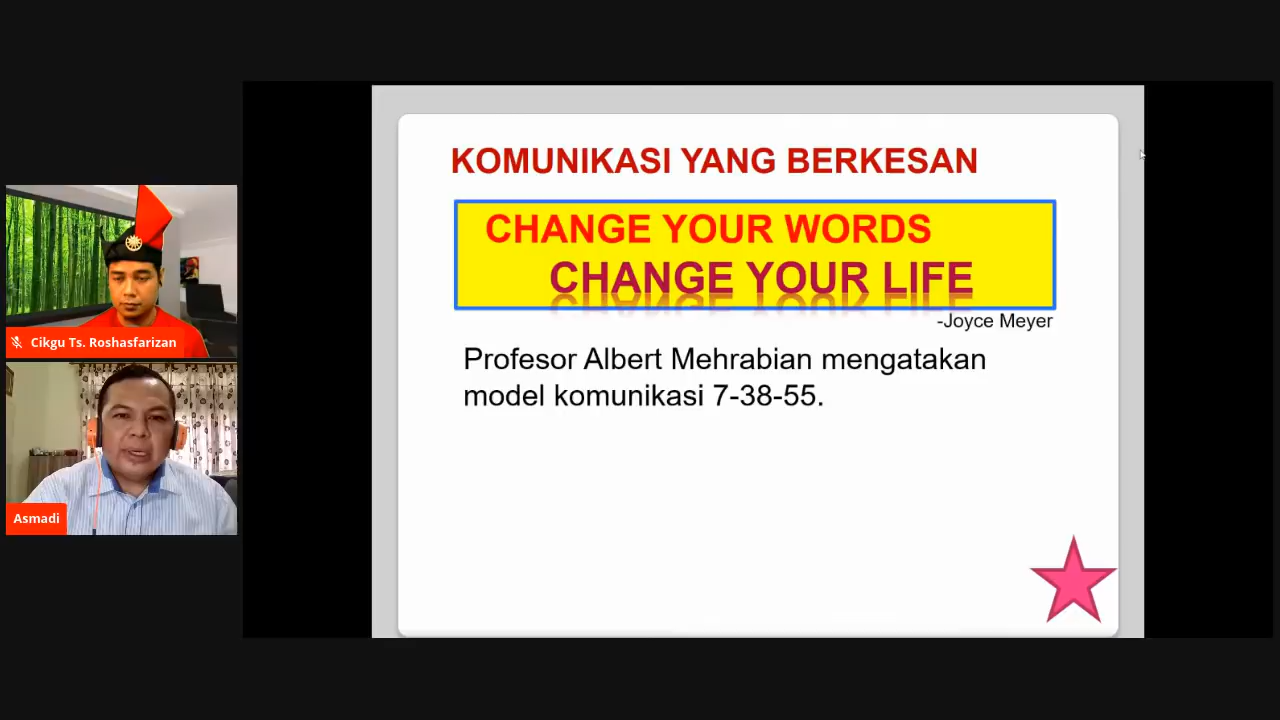 KOMUNIKASI YANG BERKESAN
CHANGE YOUR WORDS
CHANGE YOUR LIFE
-Joyce Meyer
Profesor Albert Mehrabian mengatakan
model komunikasi 7-38-55.
Cikgu Ts. Roshasfarizan
Asmadi